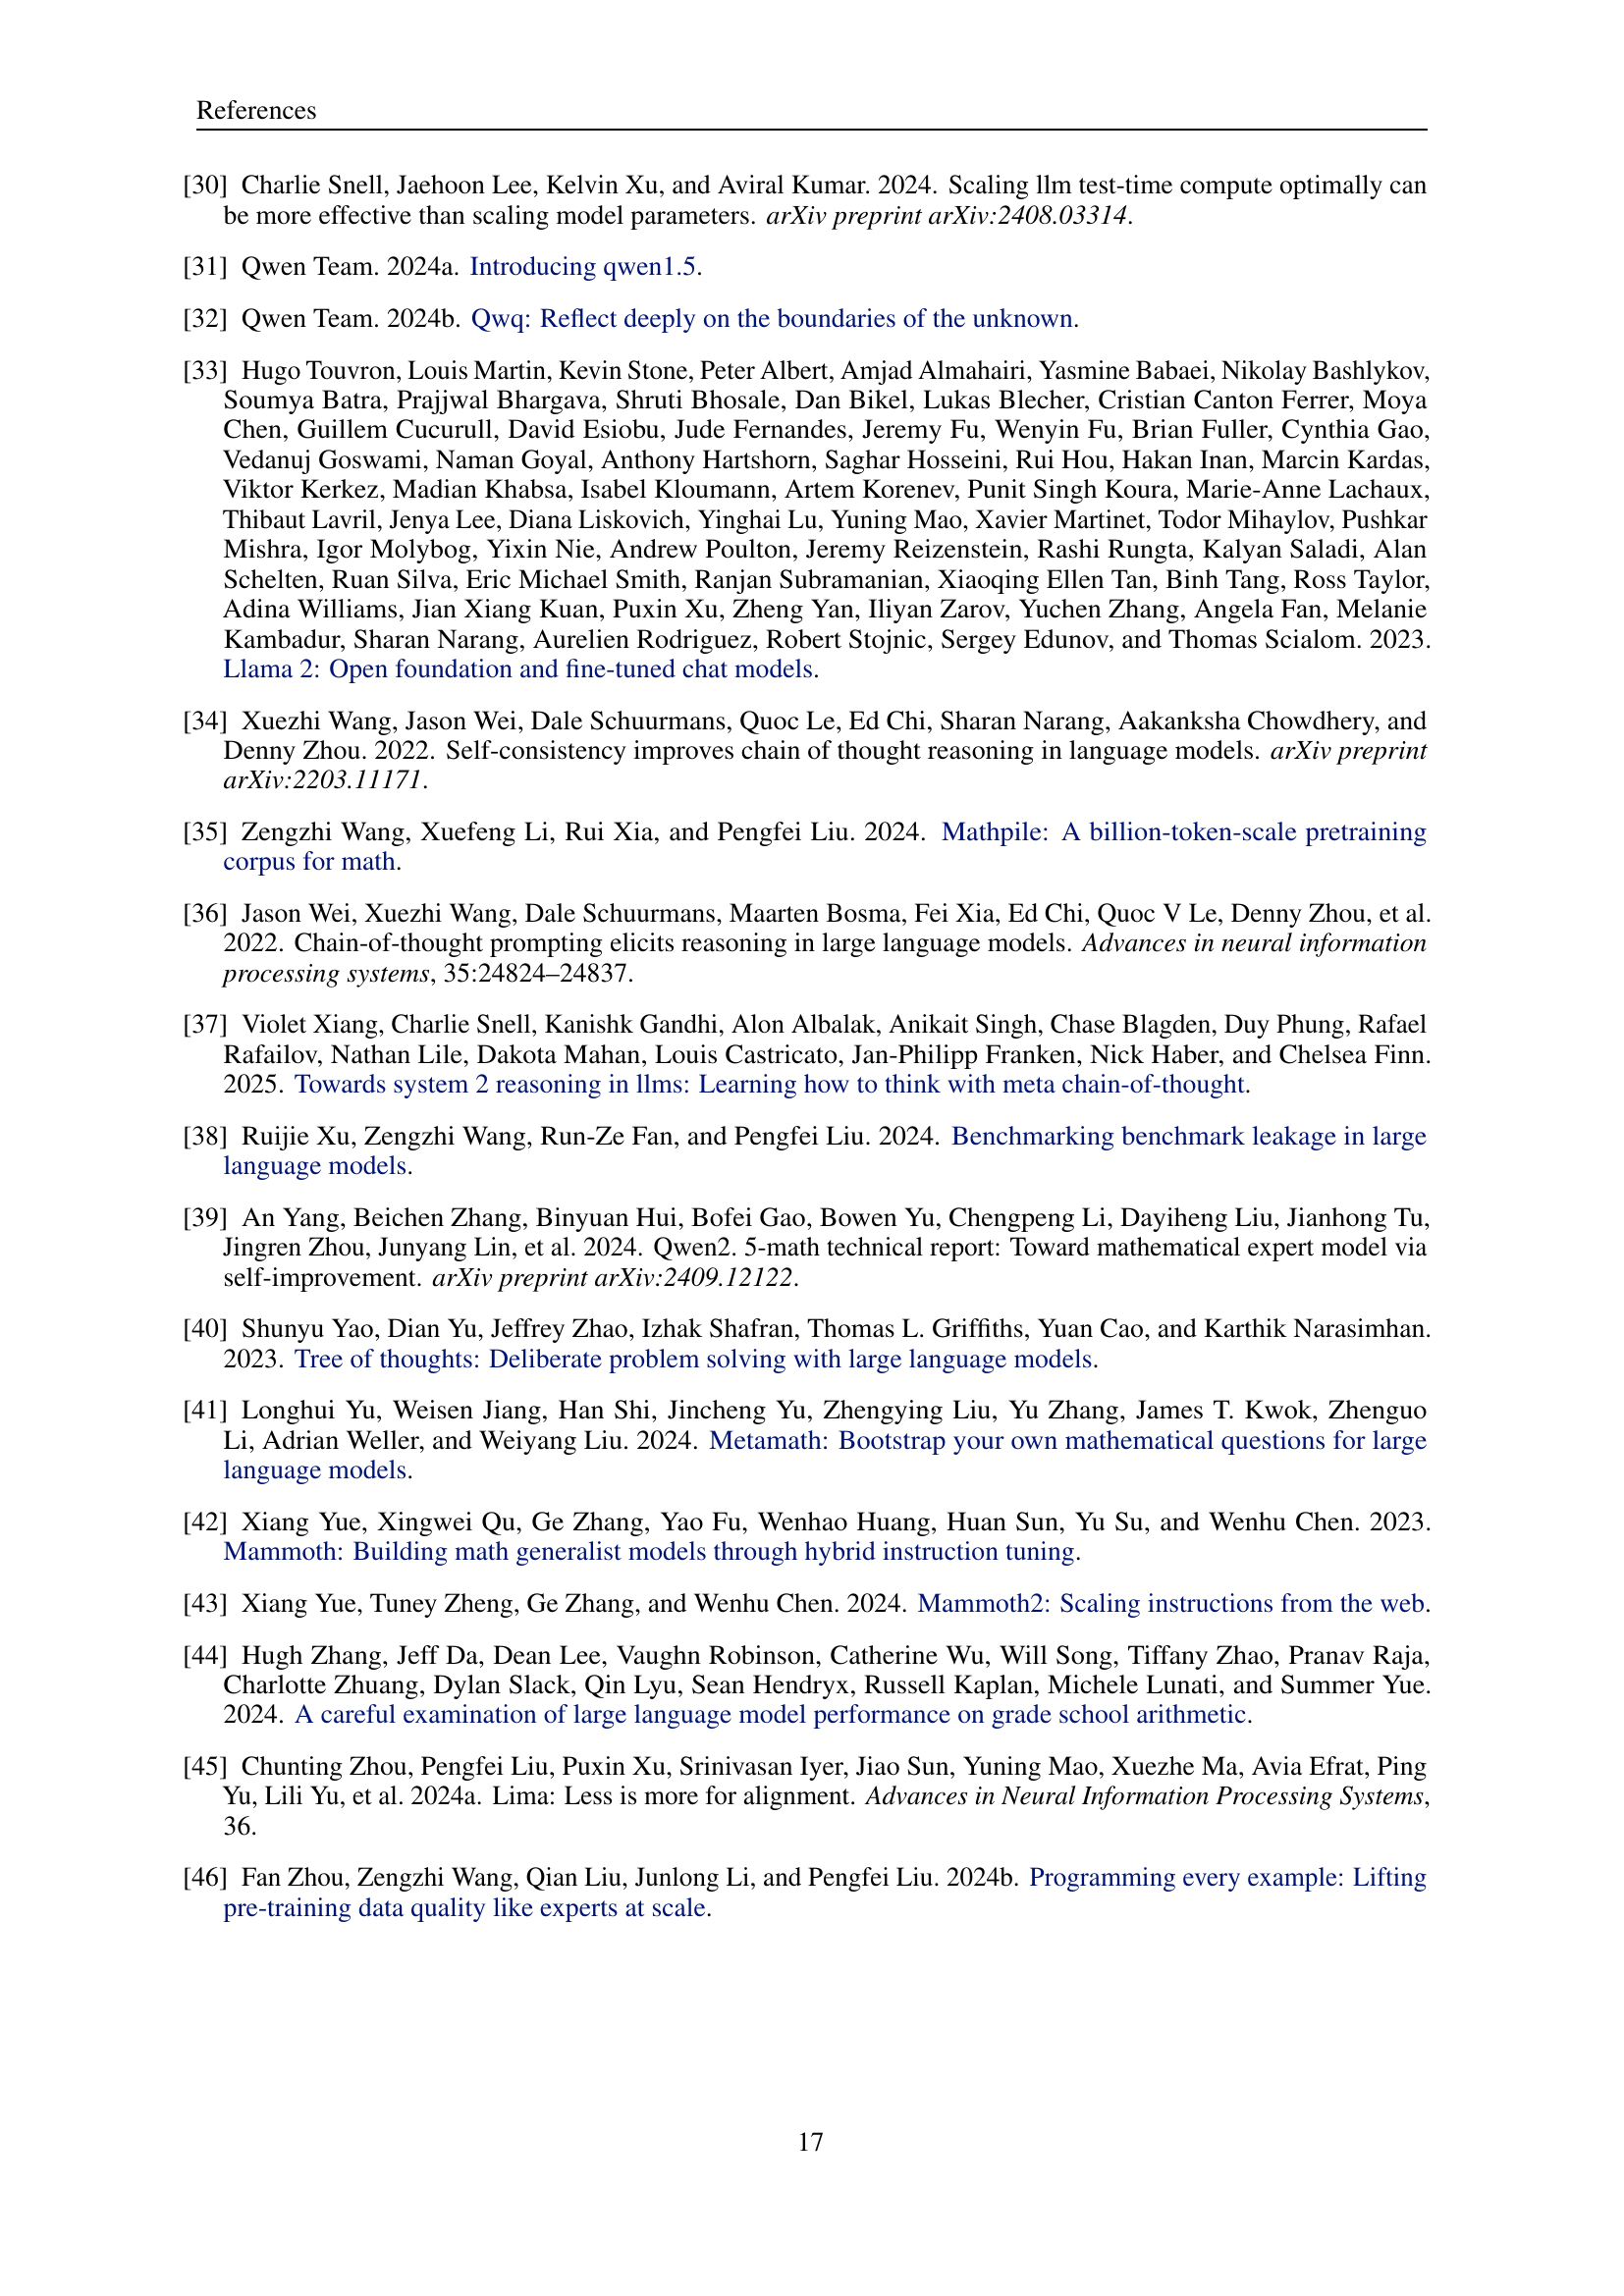 References
[30] Charlie Snell, Jaehoon Lee, Kelvin Xu, and Aviral Kumar. 2024. Scaling llm test-time compute optimally can
be more effective than scaling model parameters. arXiv preprint arXiv:2408.03314.
[31] Qwen Team. 2024a. Introducing qwen1.5.
[32] Qwen Team. 2024b. Qwq: Reflect deeply on the boundaries of the unknown.
[33] Hugo Touvron, Louis Martin, Kevin Stone, Peter Albert, Amjad Almahairi, Yasmine Babaei, Nikolay Bashlykov,
Soumya Batra, Prajjwal Bhargava, Shruti Bhosale, Dan Bikel, Lukas Blecher, Cristian Canton Ferrer, Moya
Chen, Guillem Cucurull, David Esiobu, Jude Fernandes, Jeremy Fu, Wenyin Fu, Brian Fuller, Cynthia Gao,
Vedanuj Goswami, Naman Goyal, Anthony Hartshorn, Saghar Hosseini, Rui Hou, Hakan Inan, Marcin Kardas,
Viktor Kerkez, Madian Khabsa, Isabel Kloumann, Artem Korenev, Punit Singh Koura, Marie-Anne Lachaux,
Thibaut Lavril, Jenya Lee, Diana Liskovich, Yinghai Lu, Yuning Mao, Xavier Martinet, Todor Mihaylov, Pushkar
Mishra, Igor Molybog, Yixin Nie, Andrew Poulton, Jeremy Reizenstein, Rashi Rungta, Kalyan Saladi, Alan
Schelten, Ruan Silva, Eric Michael Smith, Ranjan Subramanian, Xiaoqing Ellen Tan, Binh Tang, Ross Taylor,
Adina Williams, Jian Xiang Kuan, Puxin Xu, Zheng Yan, Iliyan Zarov, Yuchen Zhang, Angela Fan, Melanie
Kambadur, Sharan Narang, Aurelien Rodriguez, Robert Stojnic, Sergey Edunov, and Thomas Scialom. 2023.
Llama 2: Open foundation and fine-tuned chat models.
[34] Xuezhi Wang, Jason Wei, Dale Schuurmans, Quoc Le, Ed Chi, Sharan Narang, Aakanksha Chowdhery, and
Denny Zhou. 2022. Self-consistency improves chain of thought reasoning in language models. arXiv preprint
arXiv:2203.11171.
[35] Zengzhi Wang, Xuefeng Li, Rui Xia, and Pengfei Liu. 2024. Mathpile: A billion-token-scale pretraining
corpus for math.
[36] Jason Wei, Xuezhi Wang, Dale Schuurmans, Maarten Bosma, Fei Xia, Ed Chi, Quoc V Le, Denny Zhou, et al.
2022. Chain-of-thought prompting elicits reasoning in large language models. Advances in neural information
processing systems, 35:24824–24837.
[37] Violet Xiang, Charlie Snell, Kanishk Gandhi, Alon Albalak, Anikait Singh, Chase Blagden, Duy Phung, Rafael
Rafailov, Nathan Lile, Dakota Mahan, Louis Castricato, Jan-Philipp Franken, Nick Haber, and Chelsea Finn.
2025. Towards system 2 reasoning in llms: Learning how to think with meta chain-of-thought.
[38] Ruijie Xu, Zengzhi Wang, Run-Ze Fan, and Pengfei Liu. 2024. Benchmarking benchmark leakage in large
language models.
[39] An Yang, Beichen Zhang, Binyuan Hui, Bofei Gao, Bowen Yu, Chengpeng Li, Dayiheng Liu, Jianhong Tu,
Jingren Zhou, Junyang Lin, et al. 2024. Qwen2. 5-math technical report: Toward mathematical expert model via
self-improvement. arXiv preprint arXiv:2409.12122.
[40] Shunyu Yao, Dian Yu, Jeffrey Zhao, Izhak Shafran, Thomas L. Griffiths, Yuan Cao, and Karthik Narasimhan.
2023. Tree of thoughts: Deliberate problem solving with large language models.
[41] Longhui Yu, Weisen Jiang, Han Shi, Jincheng Yu, Zhengying Liu, Yu Zhang, James T. Kwok, Zhenguo
Li, Adrian Weller, and Weiyang Liu. 2024. Metamath: Bootstrap your own mathematical questions for large
language models.
[42] Xiang Yue, Xingwei Qu, Ge Zhang, Yao Fu, Wenhao Huang, Huan Sun, Yu Su, and Wenhu Chen. 2023.
Mammoth: Building math generalist models through hybrid instruction tuning.
[43] Xiang Yue, Tuney Zheng, Ge Zhang, and Wenhu Chen. 2024. Mammoth2: Scaling instructions from the web.
[44] Hugh Zhang, Jeff Da, Dean Lee, Vaughn Robinson, Catherine Wu, Will Song, Tiffany Zhao, Pranav Raja,
Charlotte Zhuang, Dylan Slack, Qin Lyu, Sean Hendryx, Russell Kaplan, Michele Lunati, and Summer Yue.
2024. A careful examination of large language model performance on grade school arithmetic.
[45] Chunting Zhou, Pengfei Liu, Puxin Xu, Srinivasan Iyer, Jiao Sun, Yuning Mao, Xuezhe Ma, Avia Efrat, Ping
Yu, Lili Yu, et al. 2024a. Lima: Less is more for alignment. Advances in Neural Information Processing Systems,
36.
[46] Fan Zhou, Zengzhi Wang, Qian Liu, Junlong Li, and Pengfei Liu. 2024b. Programming every example: Lifting
pre-training data quality like experts at scale.
17